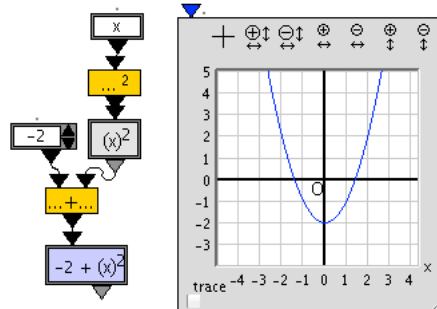 x
... ²
-2
(x)²
...+...
-2 + (x)²
5
4
3
2
1
0
-1
-2
-3
O
-4 -3 -2 -1 0 1 2 3 4
x
trace